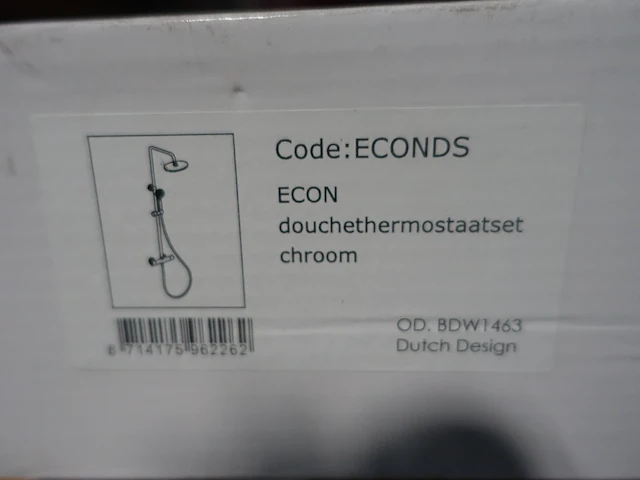 Code:ECONDS
ECON
douchethermostaatset
chroom
OD. BDW1463
Dutch Design
8 714175 962262